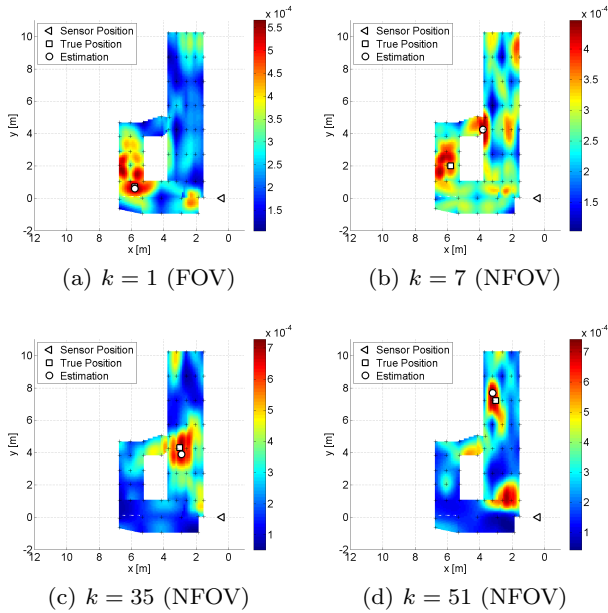 x 10⁻⁴
Sensor Position
True Position
Estimation
y [m]
10
8
6
4
2
0
-2
12 10 8 6 4 2 0
x [m]
5.5
5
4.5
4
3.5
3
2.5
2
1.5
(a) k = 1 (FOV)
x 10⁻⁴
Sensor Position
True Position
Estimation
y [m]
10
8
6
4
2
0
-2
12 10 8 6 4 2 0
x [m]
4
3.5
3
2.5
2
1.5
1
(b) k = 7 (NFOV)
x 10⁻⁴
Sensor Position
True Position
Estimation
y [m]
10
8
6
4
2
0
-2
12 10 8 6 4 2 0
x [m]
7
6
5
4
3
2
1
(c) k = 35 (NFOV)
x 10⁻⁴
Sensor Position
True Position
Estimation
y [m]
10
8
6
4
2
0
-2
12 10 8 6 4 2 0
x [m]
7
6
5
4
3
2
1
(d) k = 51 (NFOV)